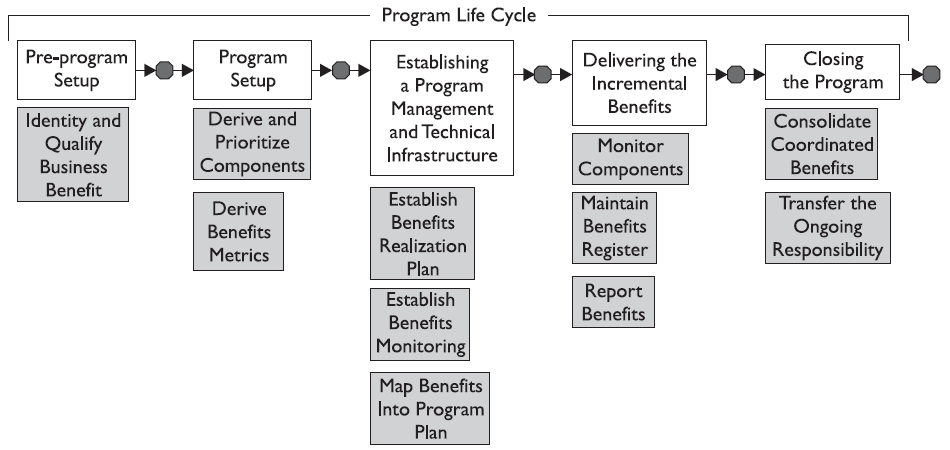 Program Life Cycle
Pre-program
Setup
Identity and
Qualify
Business
Benefit
Program
Setup
Derive and
Prioritize
Components
Derive
Benefits
Metrics
Establishing
a Program
Management
and Technical
Infrastructure
Establish
Benefits
Realization
Plan
Establish
Benefits
Monitoring
Map Benefits
Into Program
Plan
Delivering the
Incremental
Benefits
Monitor
Components
Maintain
Benefits
Register
Report
Benefits
Closing
the Program
Consolidate
Coordinated
Benefits
Transfer the
Ongoing
Responsibility